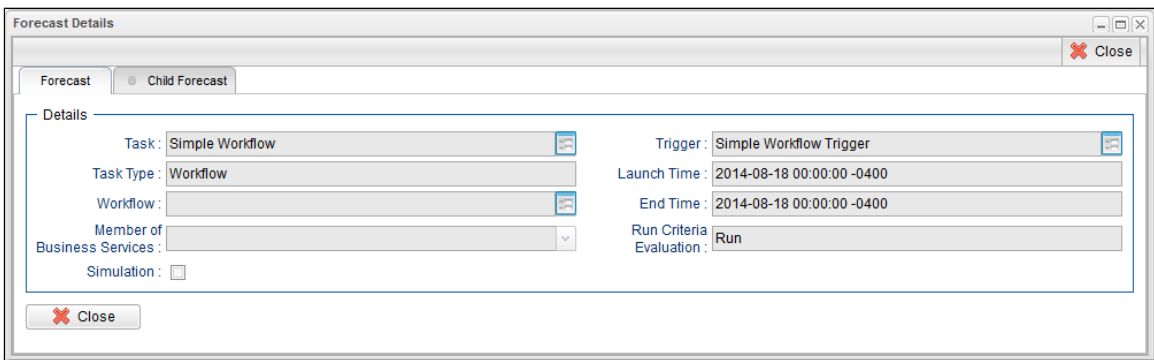 Forecast Details
Close
Forecast Child Forecast
Details
Task : Simple Workflow Trigger : Simple Workflow Trigger
Task Type : Workflow Launch Time : 2014-08-18 00:00:00 -0400
Workflow : End Time : 2014-08-18 00:00:00 -0400
Member of
Business Services : Run Criteria
Evaluation : Run
Simulation :
Close